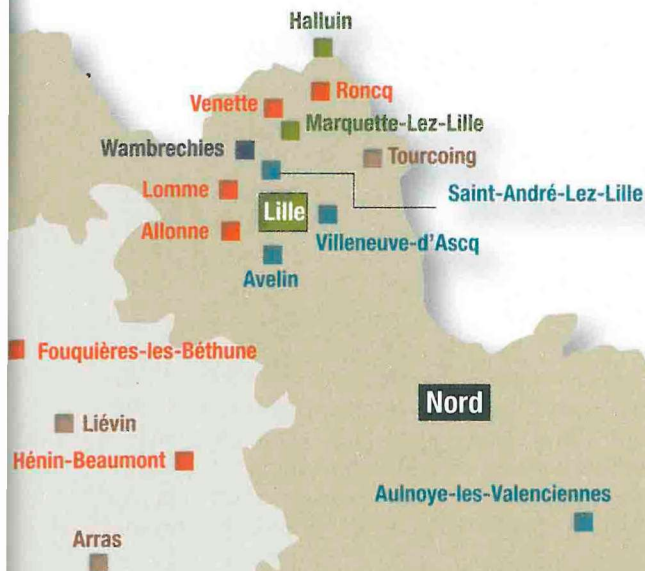 Halluin
Roncq
Venette
Marquette-Lez-Lille
Wambrechies
Tourcoing
Lomme
Saint-André-Lez-Lille
Lille
Allonne
Villeneuve-d'Ascq
Avelin
Fouquières-les-Béthune
Nord
Liévin
Hénin-Beaumont
Aulnoye-les-Valenciennes
Arras